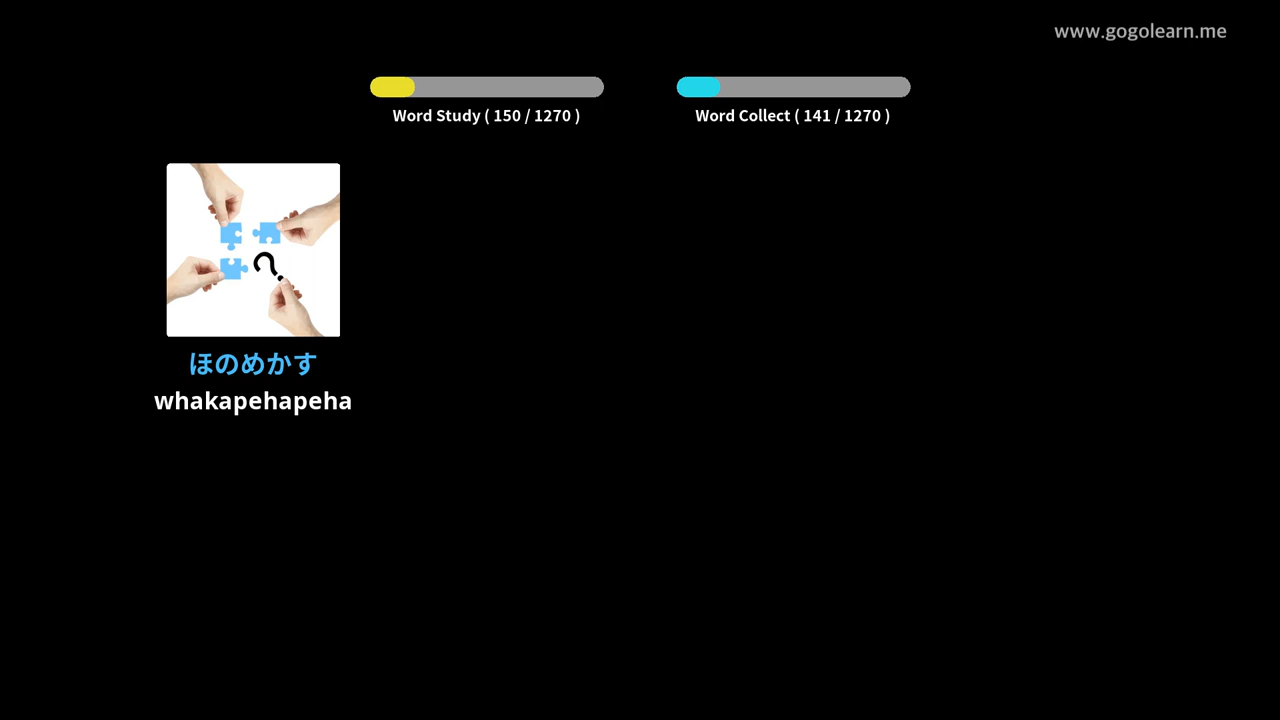 www.gogolearn.me
Word Study ( 150 / 1270 )
Word Collect ( 141 / 1270 )
?
ほのめかす
whakapehapeha